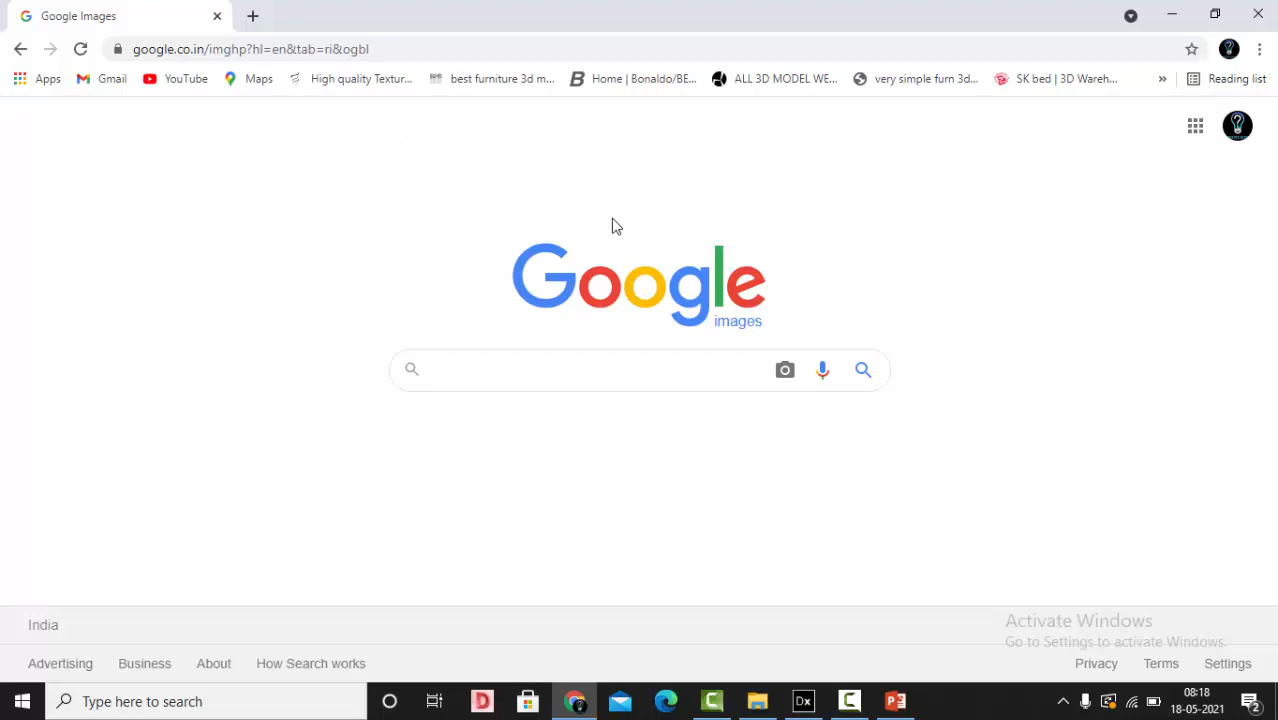 Google Images
google.co.in/imghp?hl=en&tab=ri&ogbl
Apps Gmail YouTube Maps High quality Textur... best furniture 3d m... Home | Bonaldo/BE... ALL 3D MODEL WE... very simple furn 3d... SK bed | 3D Wareh... » Reading list
Google
images
India
Activate Windows
Go to Settings to activate Windows.
Advertising Business About How Search works Privacy Terms Settings
Type here to search
08:18
18-05-2021
2